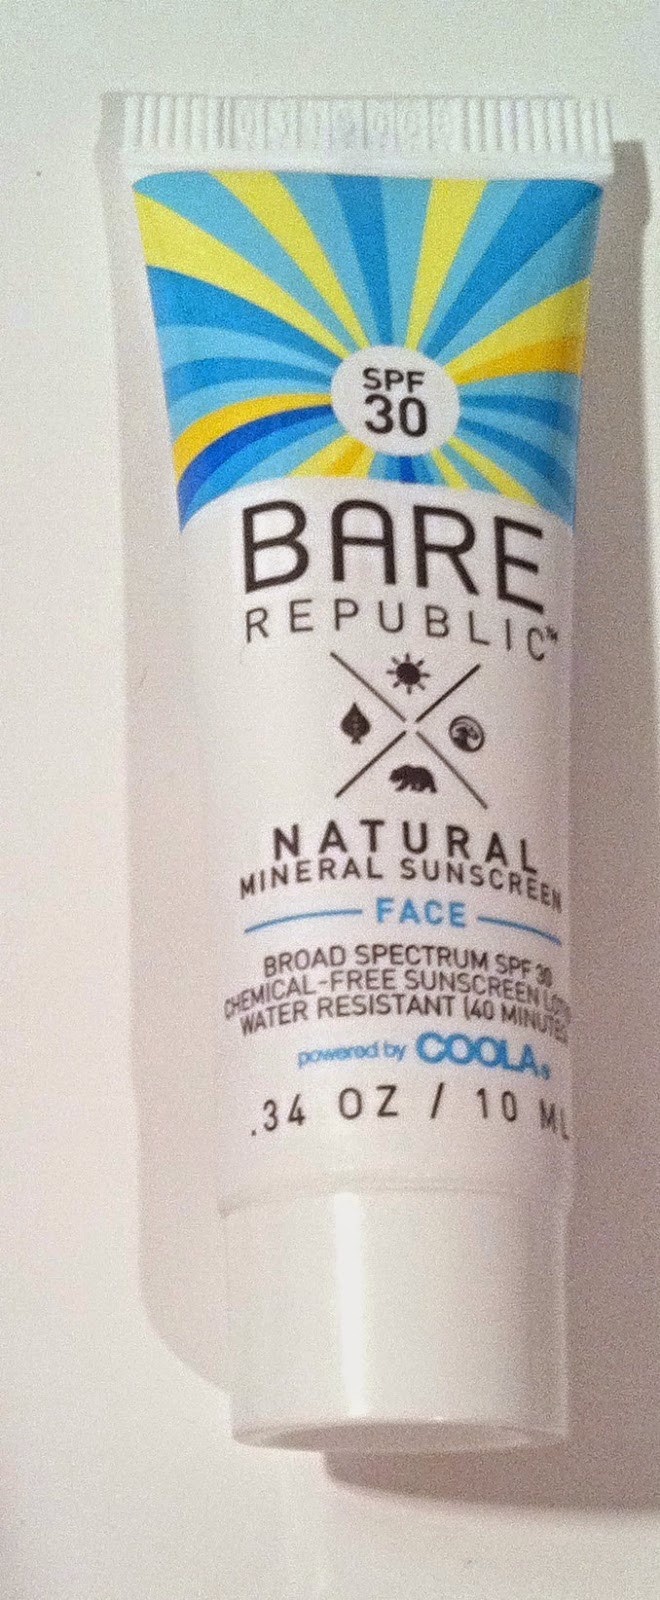 SPF
30
BARE
REPUBLIC™
NATURAL
MINERAL SUNSCREEN
FACE
BROAD SPECTRUM SPF 30
CHEMICAL-FREE SUNSCREEN
WATER RESISTANT (40 MINUTES
powered by COOLA®
.34 OZ / 10 ML